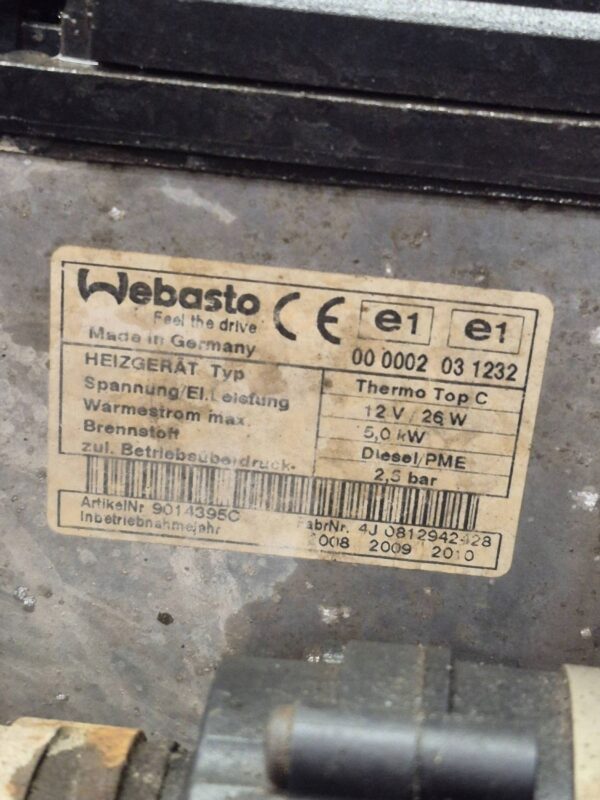 Webasto
Feel the drive
Made in Germany
CE e1 e1
00 0002 03 1232
HEIZGERÄT Typ Thermo Top C
Spannung/El.Leistung 12 V / 26 W
Wärmestrom max. 5,0 kW
Brennstoff Diesel/PME
zul. Betriebsüberdruck 2,5 bar
ArtikelNr 9014395C FabrNr. 4J 0812942428
Inbetriebnahmejahr 2009 2010